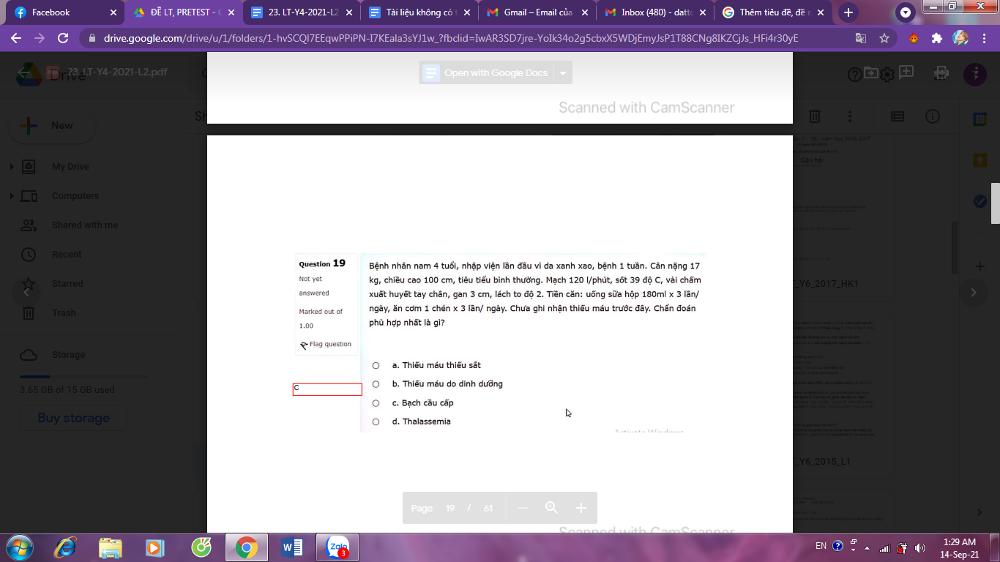 Facebook
ĐỀ LT, PRETEST - 
23. LT-Y4-2021-L2
Tài liệu không có t
Gmail – Email của
Inbox (480) - datto
Thêm tiêu đề, đề
drive.google.com/drive/u/1/folders/1-hvSCQl7EEqwPPiPN-I7KEala3sYJ1w_?fbclid=IwAR3SD7jre-YoIk34o2g5cbxX5WDjEmyJsP1T88CNg8IKZCjJs_HFi4r30yE
Drive
23. LT-Y4-2021-L2.pdf
Open with Google Docs
Scanned with CamScanner
New
My Drive
Computers
Shared with me
Recent
Starred
Trash
Storage
3.65 GB of 15 GB used
Buy storage
Câu hỏi
_Y6_2017_HK1
_Y6_2015_L1
Question 19
Not yet
answered
Marked out of
1.00
Flag question
C
Bệnh nhân nam 4 tuổi, nhập viện lần đầu vì da xanh xao, bệnh 1 tuần. Cân nặng 17
kg, chiều cao 100 cm, tiêu tiểu bình thường. Mạch 120 l/phút, sốt 39 độ C, vài chấm
xuất huyết tay chân, gan 3 cm, lách to độ 2. Tiền căn: uống sữa hộp 180ml x 3 lần/
ngày, ăn cơm 1 chén x 3 lần/ ngày. Chưa ghi nhận thiếu máu trước đây. Chẩn đoán
phù hợp nhất là gì?
a. Thiếu máu thiếu sắt
b. Thiếu máu do dinh dưỡng
c. Bạch cầu cấp
d. Thalassemia
Activate Windows
Page 19 / 61
Scanned with CamScanner
Zalo
3
EN
1:29 AM
14-Sep-21